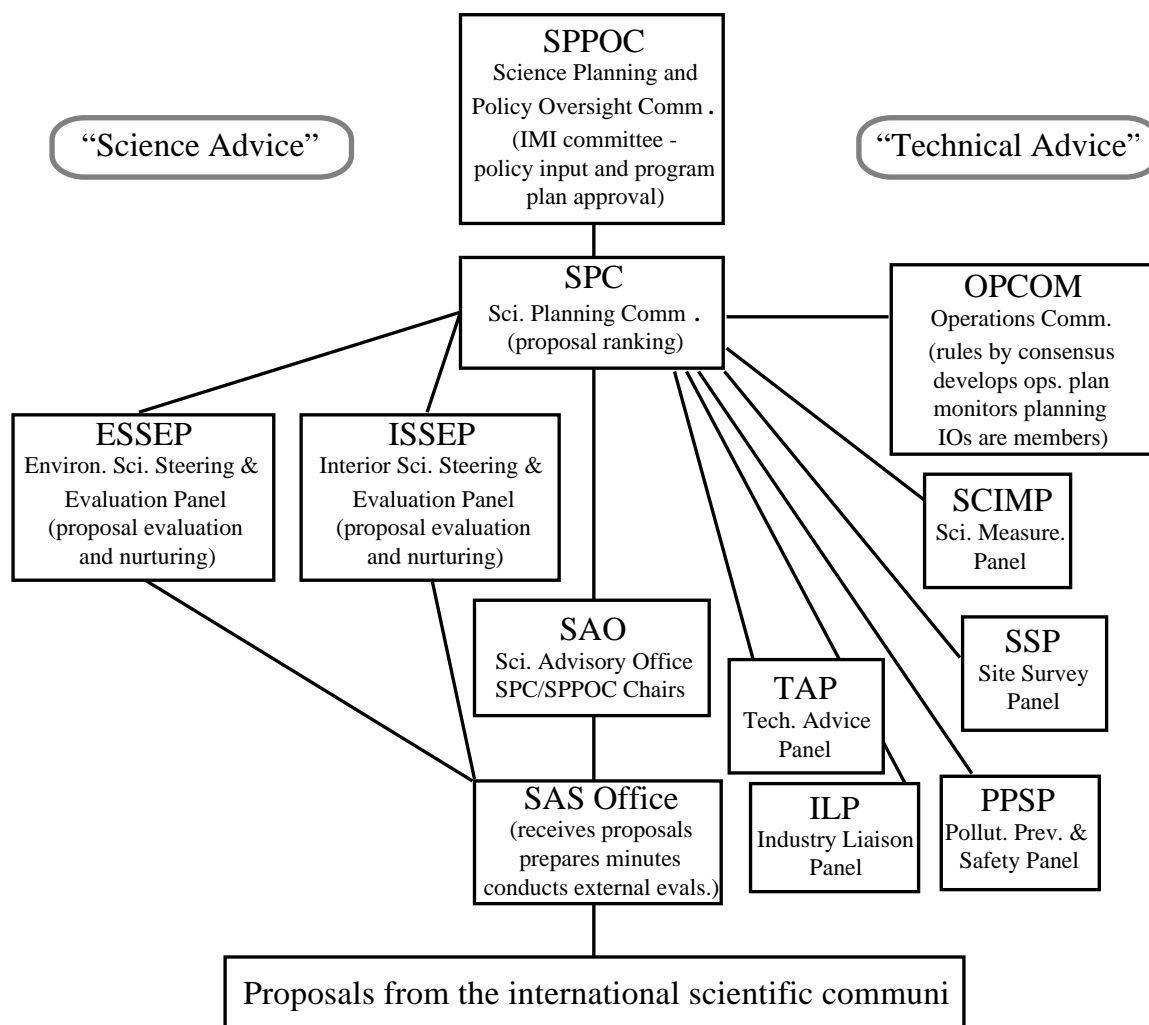 SPPOC
Science Planning and
Policy Oversight Comm .
(IMI committee -
policy input and program
plan approval)
“Science Advice”
“Technical Advice”
SPC
Sci. Planning Comm .
(proposal ranking)
OPCOM
Operations Comm.
(rules by consensus
develops ops. plan
monitors planning
IOs are members)
ESSEP
Environ. Sci. Steering &
Evaluation Panel
(proposal evaluation
and nurturing)
ISSEP
Interior Sci. Steering &
Evaluation Panel
(proposal evaluation
and nurturing)
SCIMP
Sci. Measure.
Panel
SAO
Sci. Advisory Office
SPC/SPPOC Chairs
SSP
Site Survey
Panel
TAP
Tech. Advice
Panel
SAS Office
(receives proposals
prepares minutes
conducts external evals.)
ILP
Industry Liaison
Panel
PPSP
Pollut. Prev. &
Safety Panel
Proposals from the international scientific communi